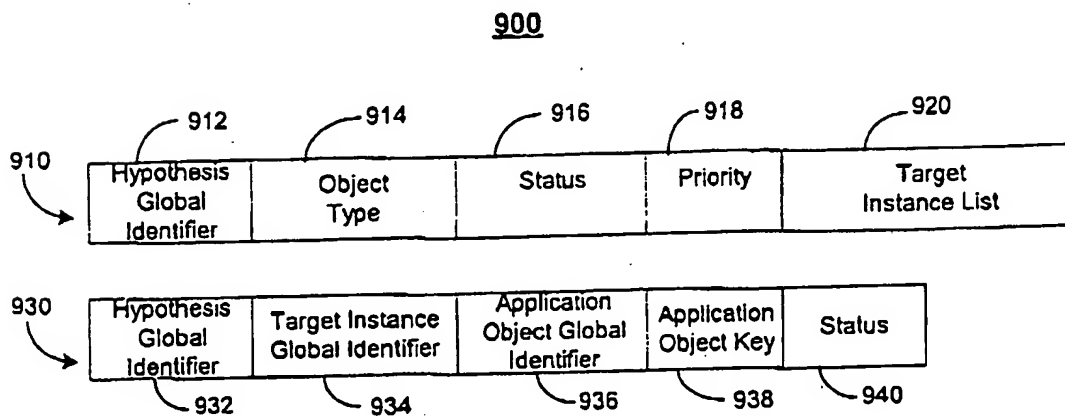 900
912 914 916 918 920
910
Hypothesis Global Identifier
Object Type
Status
Priority
Target Instance List
930
Hypothesis Global Identifier
Target Instance Global Identifier
Application Object Global Identifier
Application Object Key
Status
932 934 936 938 940